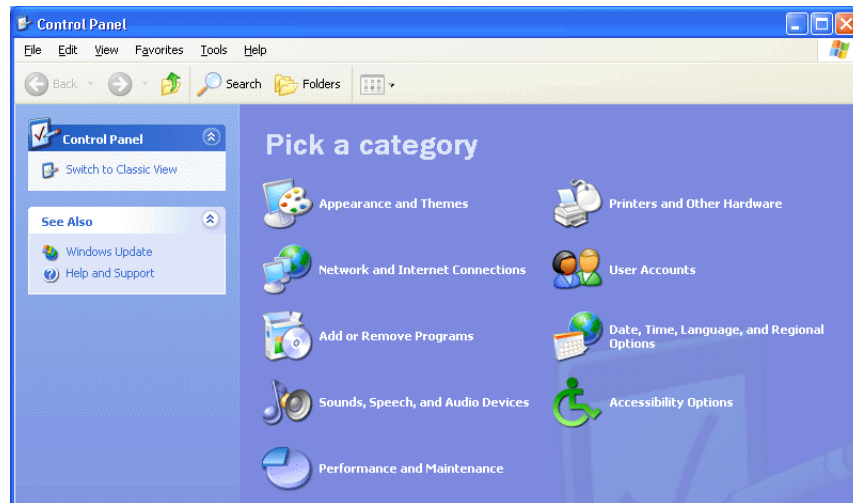 Control Panel
File Edit View Favorites Tools Help
Back Search Folders
Control Panel
Switch to Classic View
See Also
Windows Update
Help and Support
Pick a category
Appearance and Themes
Printers and Other Hardware
Network and Internet Connections
User Accounts
Add or Remove Programs
Date, Time, Language, and Regional
Options
Sounds, Speech, and Audio Devices
Accessibility Options
Performance and Maintenance